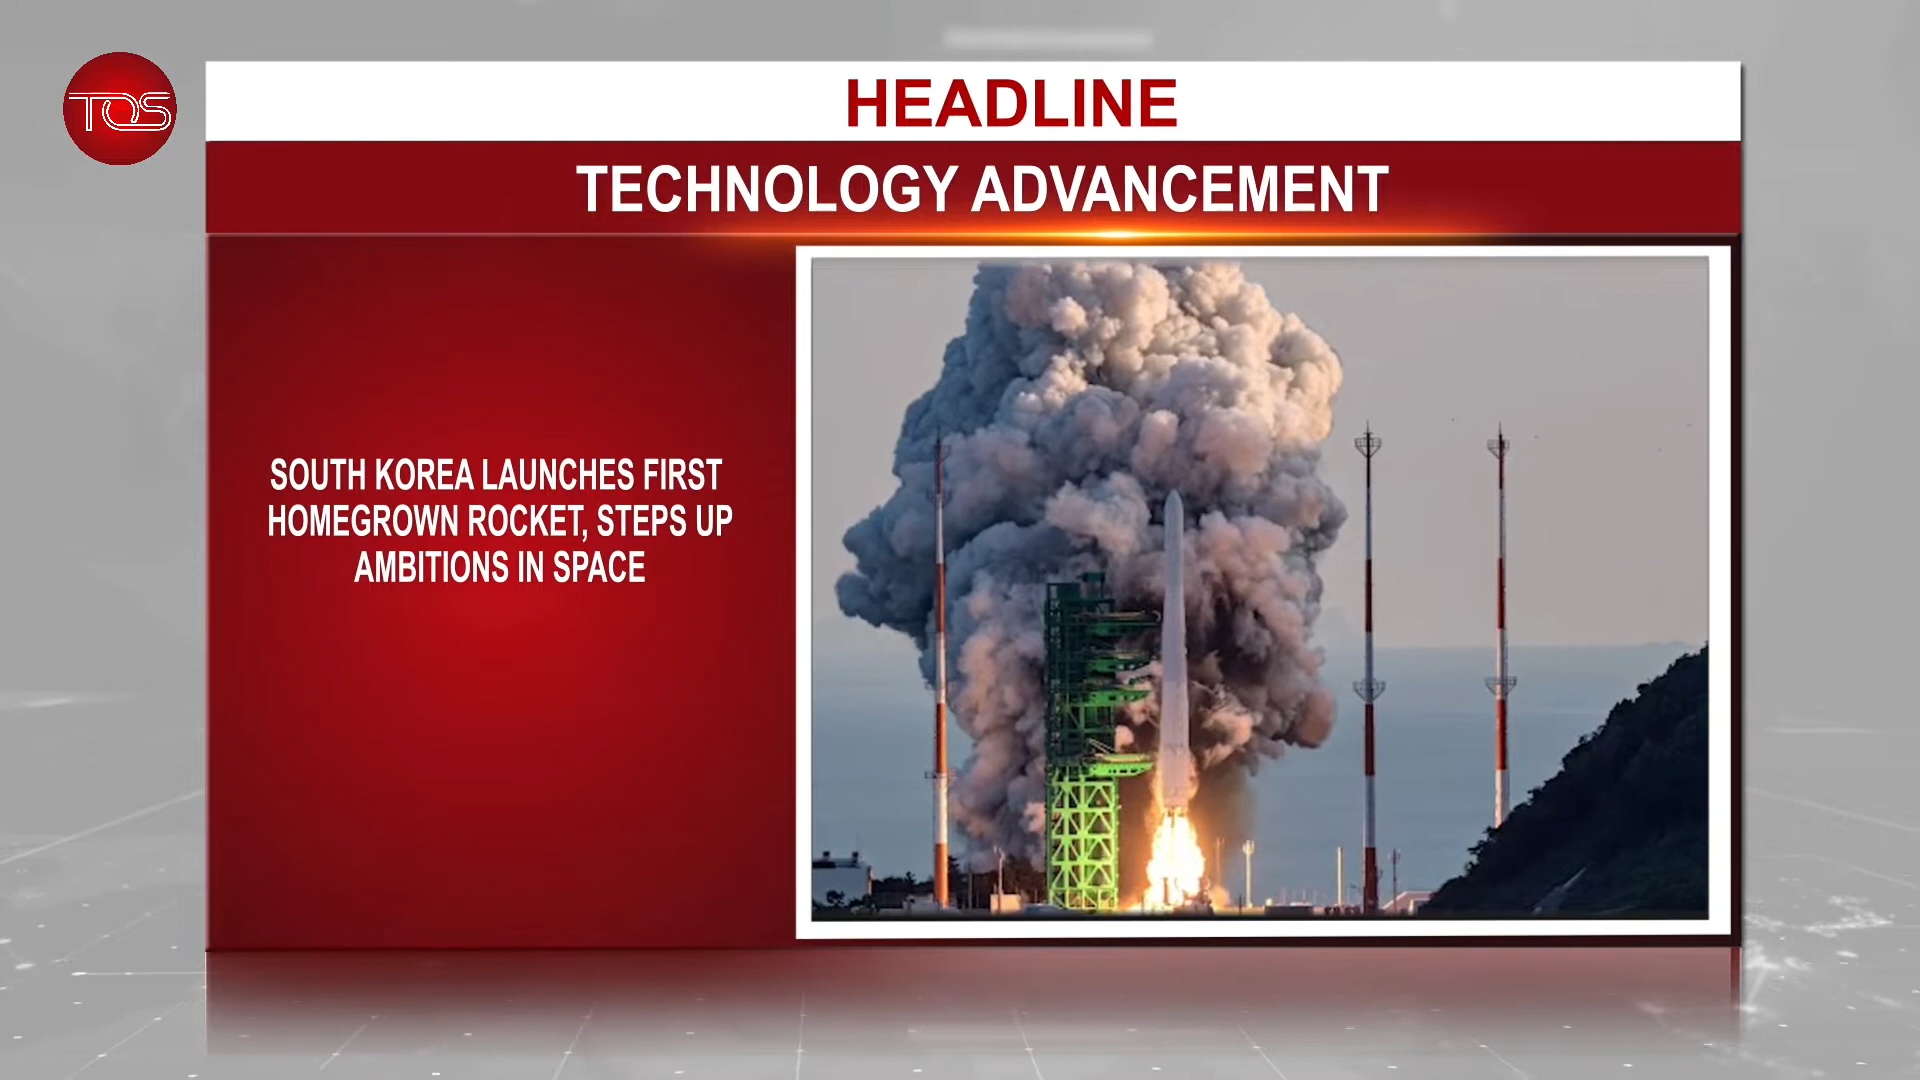 TOS
HEADLINE
TECHNOLOGY ADVANCEMENT
SOUTH KOREA LAUNCHES FIRST
HOMEGROWN ROCKET, STEPS UP
AMBITIONS IN SPACE